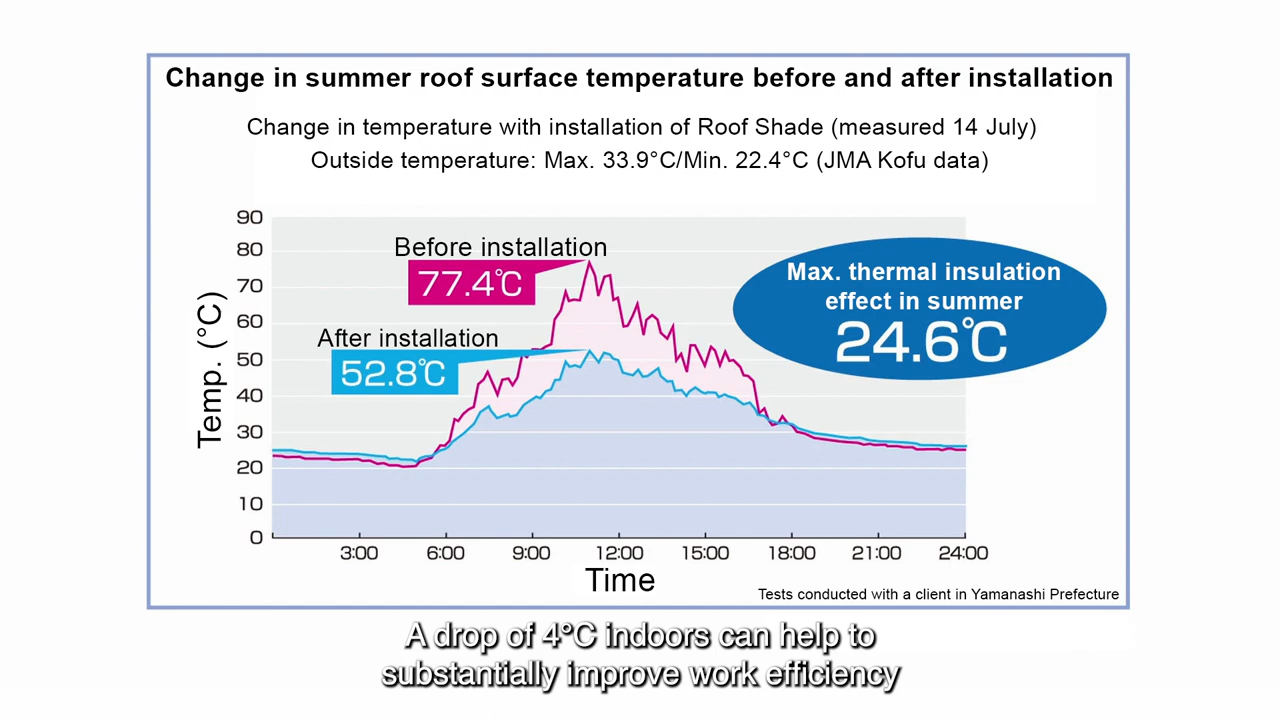 Change in summer roof surface temperature before and after installation
Change in temperature with installation of Roof Shade (measured 14 July)
Outside temperature: Max. 33.9°C/Min. 22.4°C (JMA Kofu data)
Temp. (°C)
90
80
70
60
50
40
30
20
10
0
Before installation
77.4℃
After installation
52.8℃
Max. thermal insulation
effect in summer
24.6℃
3:00 6:00 9:00 12:00 15:00 18:00 21:00 24:00
Time
Tests conducted with a client in Yamanashi Prefecture
A drop of 4°C indoors can help to
substantially improve work efficiency